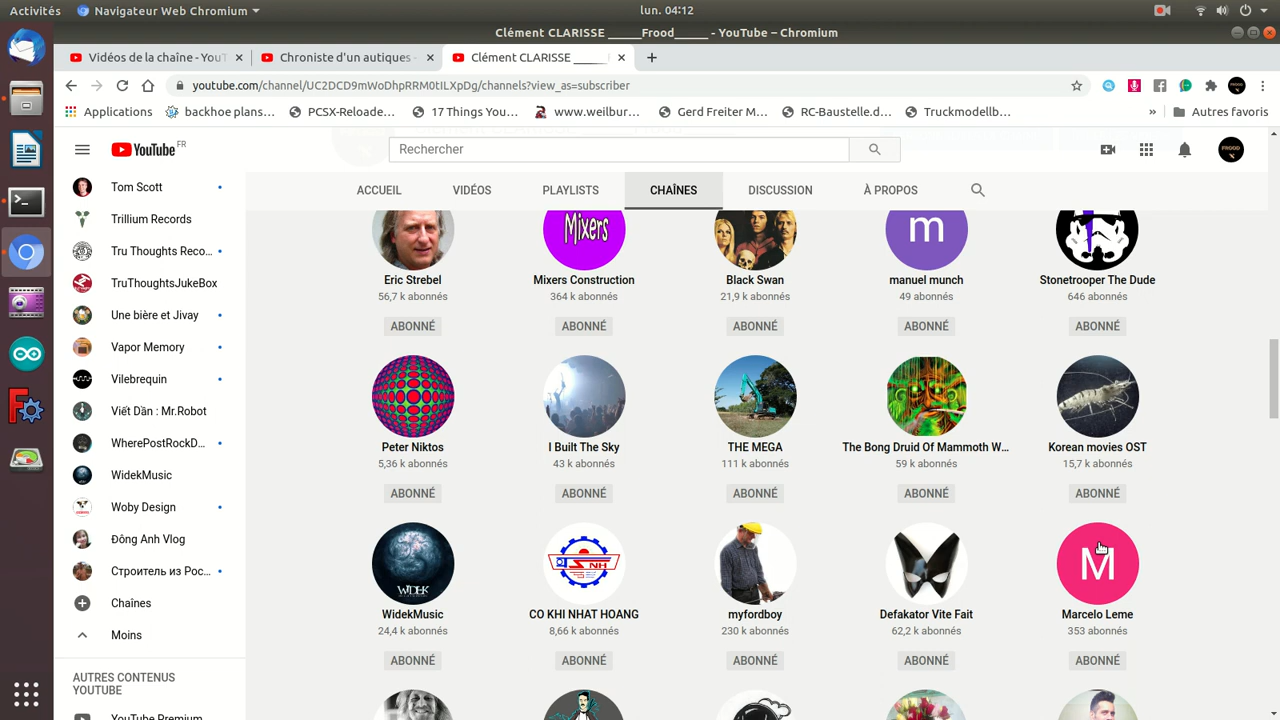 Activités
Navigateur Web Chromium
lun. 04:12
Clément CLARISSE _____Frood_____ - YouTube – Chromium
Vidéos de la chaîne - YouT
Chroniste d'un autiques -
Clément CLARISSE _____
youtube.com/channel/UC2DCD9mWoDhpRRM0tILXpDg/channels?view_as=subscriber
Applications
backhoe plans...
PCSX-Reloade...
17 Things You...
www.weilbur...
Gerd Freiter M...
RC-Baustelle.d...
Truckmodellb...
»
Autres favoris
YouTube FR
Rechercher
FROOD
ACCUEIL
VIDÉOS
PLAYLISTS
CHAÎNES
DISCUSSION
À PROPOS
Tom Scott
Trillium Records
Tru Thoughts Reco...
TruThoughtsJukeBox
Une bière et Jivay
Vapor Memory
Vilebrequin
Viết Dần : Mr.Robot
WherePostRockD...
WidekMusic
Woby Design
Đông Anh Vlog
Строитель из Рос...
Chaînes
Moins
AUTRES CONTENUS
YOUTUBE
YouTube Premium
Mixers
m
Eric Strebel
Mixers Construction
Black Swan
manuel munch
Stonetrooper The Dude
56,7 k abonnés
364 k abonnés
21,9 k abonnés
49 abonnés
646 abonnés
ABONNÉ
ABONNÉ
ABONNÉ
ABONNÉ
ABONNÉ
Peter Niktos
I Built The Sky
THE MEGA
The Bong Druid Of Mammoth W...
Korean movies OST
5,36 k abonnés
43 k abonnés
111 k abonnés
59 k abonnés
15,7 k abonnés
ABONNÉ
ABONNÉ
ABONNÉ
ABONNÉ
ABONNÉ
WIDEK
NH
M
WidekMusic
CO KHI NHAT HOANG
myfordboy
Defakator Vite Fait
Marcelo Leme
24,4 k abonnés
8,66 k abonnés
230 k abonnés
62,2 k abonnés
353 abonnés
ABONNÉ
ABONNÉ
ABONNÉ
ABONNÉ
ABONNÉ